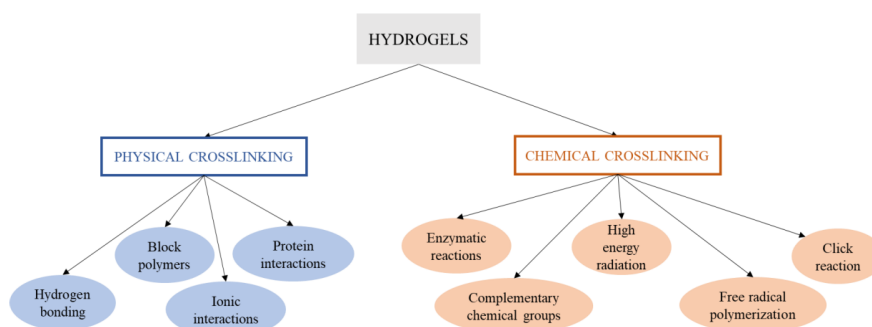 HYDROGELS
PHYSICAL CROSSLINKING
CHEMICAL CROSSLINKING
Hydrogen
bonding
Block
polymers
Ionic
interactions
Protein
interactions
Enzymatic
reactions
Complementary
chemical groups
High
energy
radiation
Free radical
polymerization
Click
reaction